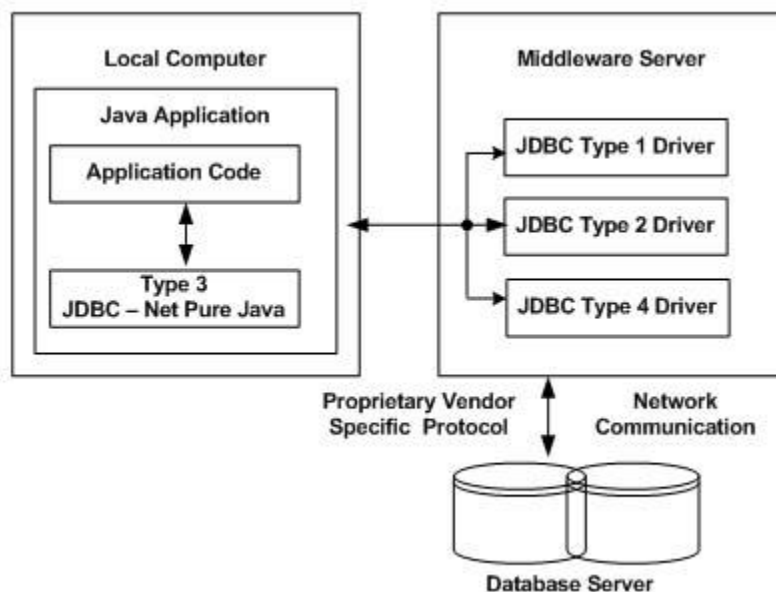 Local Computer
Java Application
Application Code
Type 3
JDBC – Net Pure Java
Middleware Server
JDBC Type 1 Driver
JDBC Type 2 Driver
JDBC Type 4 Driver
Proprietary Vendor
Specific Protocol
Network
Communication
Database Server